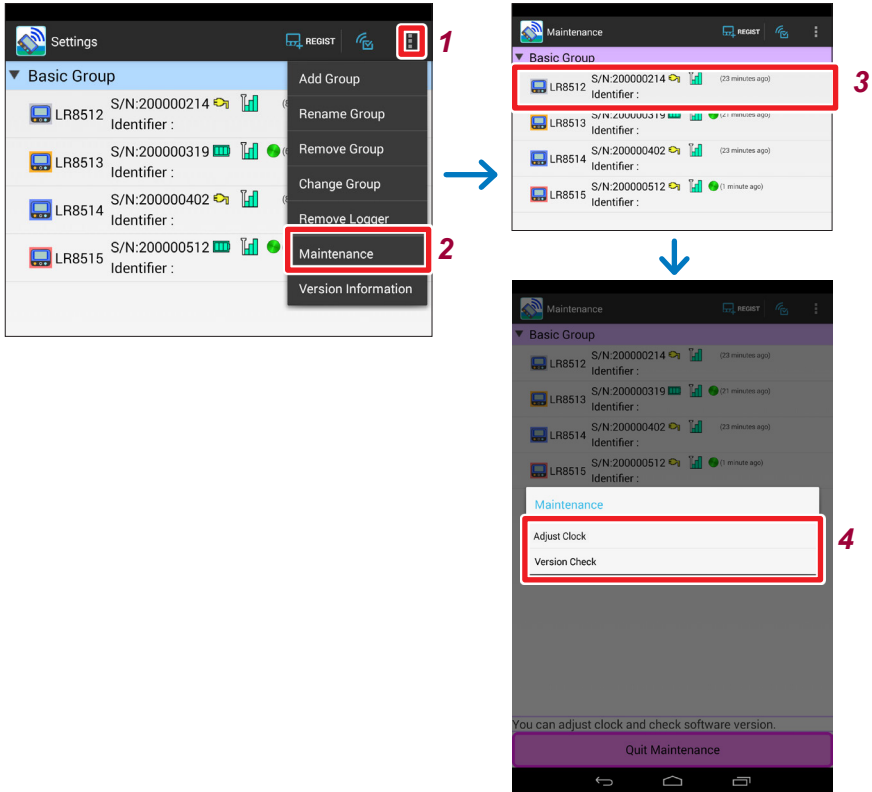 Settings
REGIST
1
Basic Group
Add Group
LR8512
S/N:200000214
Identifier :
Rename Group
LR8513
S/N:200000319
Identifier :
Remove Group
Change Group
LR8514
S/N:200000402
Identifier :
Remove Logger
LR8515
S/N:200000512
Identifier :
Maintenance
2
Version Information
Maintenance
REGIST
Basic Group
LR8512
S/N:200000214
(23 minutes ago)
Identifier :
3
LR8513
S/N:200000319
(21 minutes ago)
Identifier :
LR8514
S/N:200000402
(23 minutes ago)
Identifier :
LR8515
S/N:200000512
(1 minute ago)
Identifier :
Maintenance
REGIST
Basic Group
LR8512
S/N:200000214
(23 minutes ago)
Identifier :
LR8513
S/N:200000319
(21 minutes ago)
Identifier :
LR8514
S/N:200000402
(23 minutes ago)
Identifier :
LR8515
S/N:200000512
(1 minute ago)
Identifier :
Maintenance
Adjust Clock
Version Check
4
You can adjust clock and check software version.
Quit Maintenance